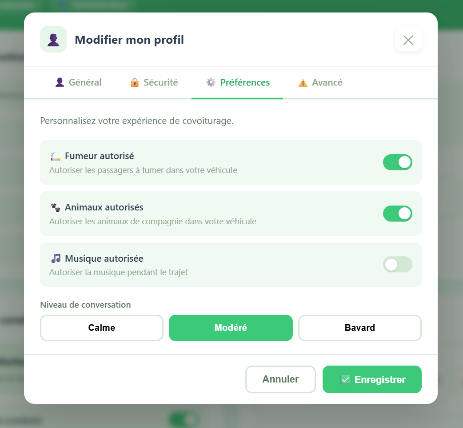 Modifier mon profil
Général
Sécurité
Préférences
Avancé
Personnalisez votre expérience de covoiturage.
Fumeur autorisé
Autoriser les passagers à fumer dans votre véhicule
Animaux autorisés
Autoriser les animaux de compagnie dans votre véhicule
Musique autorisée
Autoriser la musique pendant le trajet
Niveau de conversation
Calme
Modéré
Bavard
Annuler
Enregistrer